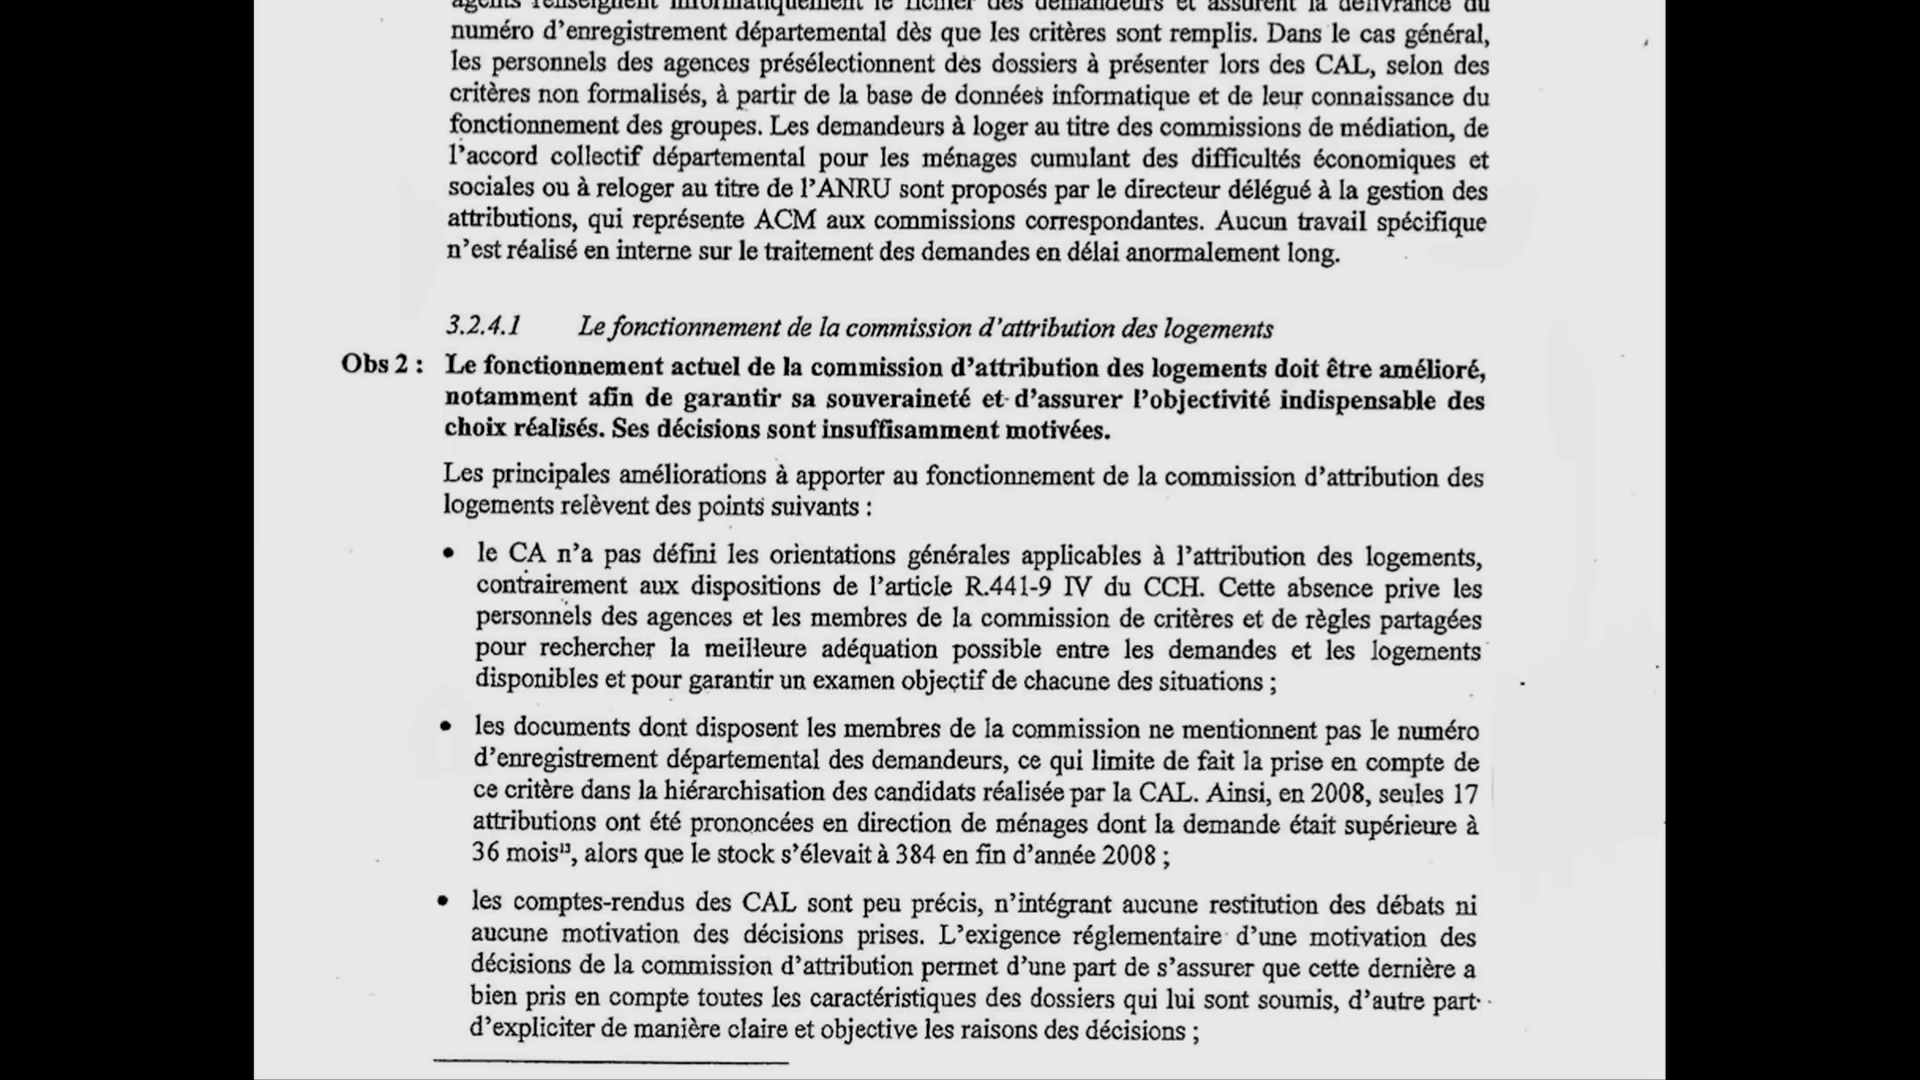 agents renseignent informatiquement le fichier des demandeurs et assurent la délivrance du
numéro d'enregistrement départemental dès que les critères sont remplis. Dans le cas général,
les personnels des agences présélectionnent des dossiers à présenter lors des CAL, selon des
critères non formalisés, à partir de la base de données informatique et de leur connaissance du
fonctionnement des groupes. Les demandeurs à loger au titre des commissions de médiation, de
l'accord collectif départemental pour les ménages cumulant des difficultés économiques et
sociales ou à reloger au titre de l'ANRU sont proposés par le directeur délégué à la gestion des
attributions, qui représente ACM aux commissions correspondantes. Aucun travail spécifique
n'est réalisé en interne sur le traitement des demandes en délai anormalement long.
3.2.4.1 Le fonctionnement de la commission d'attribution des logements
Obs 2 : Le fonctionnement actuel de la commission d'attribution des logements doit être amélioré,
notamment afin de garantir sa souveraineté et d'assurer l'objectivité indispensable des
choix réalisés. Ses décisions sont insuffisamment motivées.
Les principales améliorations à apporter au fonctionnement de la commission d'attribution des
logements relèvent des points suivants :
• le CA n'a pas défini les orientations générales applicables à l'attribution des logements,
contrairement aux dispositions de l'article R.441-9 IV du CCH. Cette absence prive les
personnels des agences et les membres de la commission de critères et de règles partagées
pour rechercher la meilleure adéquation possible entre les demandes et les logements
disponibles et pour garantir un examen objectif de chacune des situations ;
• les documents dont disposent les membres de la commission ne mentionnent pas le numéro
d'enregistrement départemental des demandeurs, ce qui limite de fait la prise en compte de
ce critère dans la hiérarchisation des candidats réalisée par la CAL. Ainsi, en 2008, seules 17
attributions ont été prononcées en direction de ménages dont la demande était supérieure à
36 mois¹³, alors que le stock s'élevait à 384 en fin d'année 2008 ;
• les comptes-rendus des CAL sont peu précis, n'intégrant aucune restitution des débats ni
aucune motivation des décisions prises. L'exigence réglementaire d'une motivation des
décisions de la commission d'attribution permet d'une part de s'assurer que cette dernière a
bien pris en compte toutes les caractéristiques des dossiers qui lui sont soumis, d'autre part
d'expliciter de manière claire et objective les raisons des décisions ;